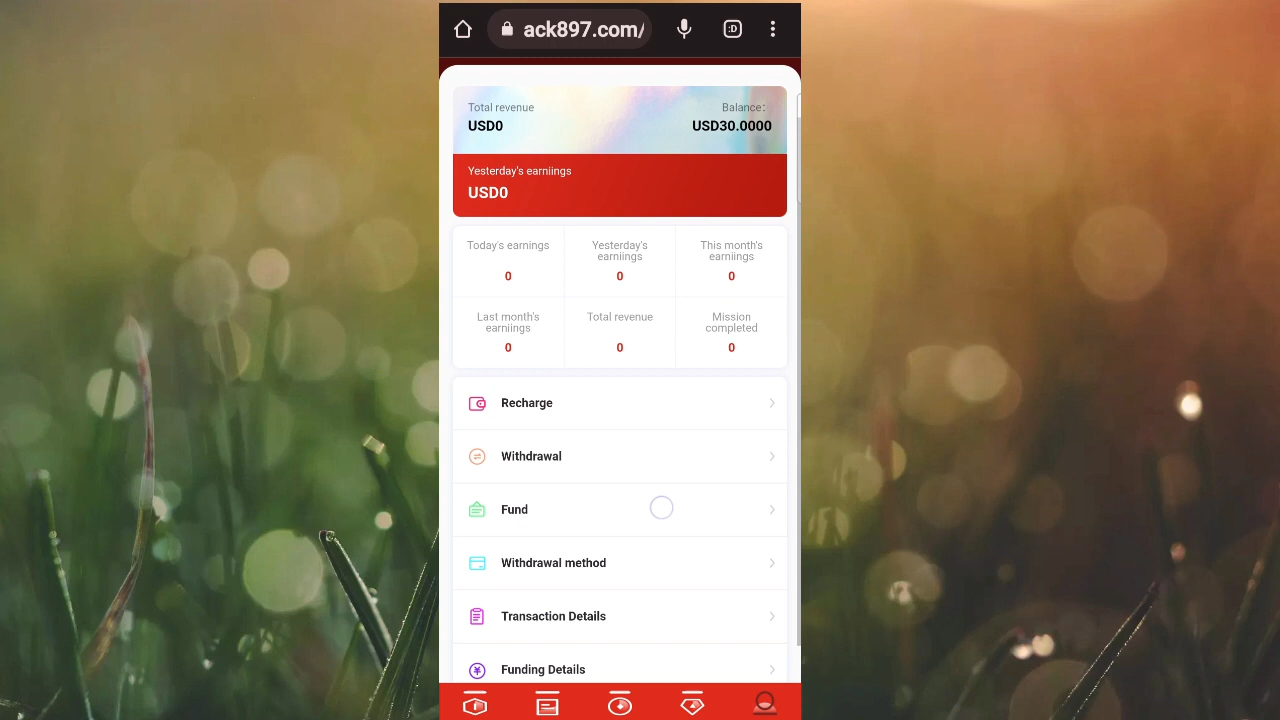 ack897.com/
:D
Total revenue
Balance:
USD0
USD30.0000
Yesterday's earniings
USD0
Today's earnings
Yesterday's
earniings
This month's
earniings
0
0
0
Last month's
earniings
Total revenue
Mission
completed
0
0
0
Recharge
Withdrawal
Fund
Withdrawal method
Transaction Details
Funding Details